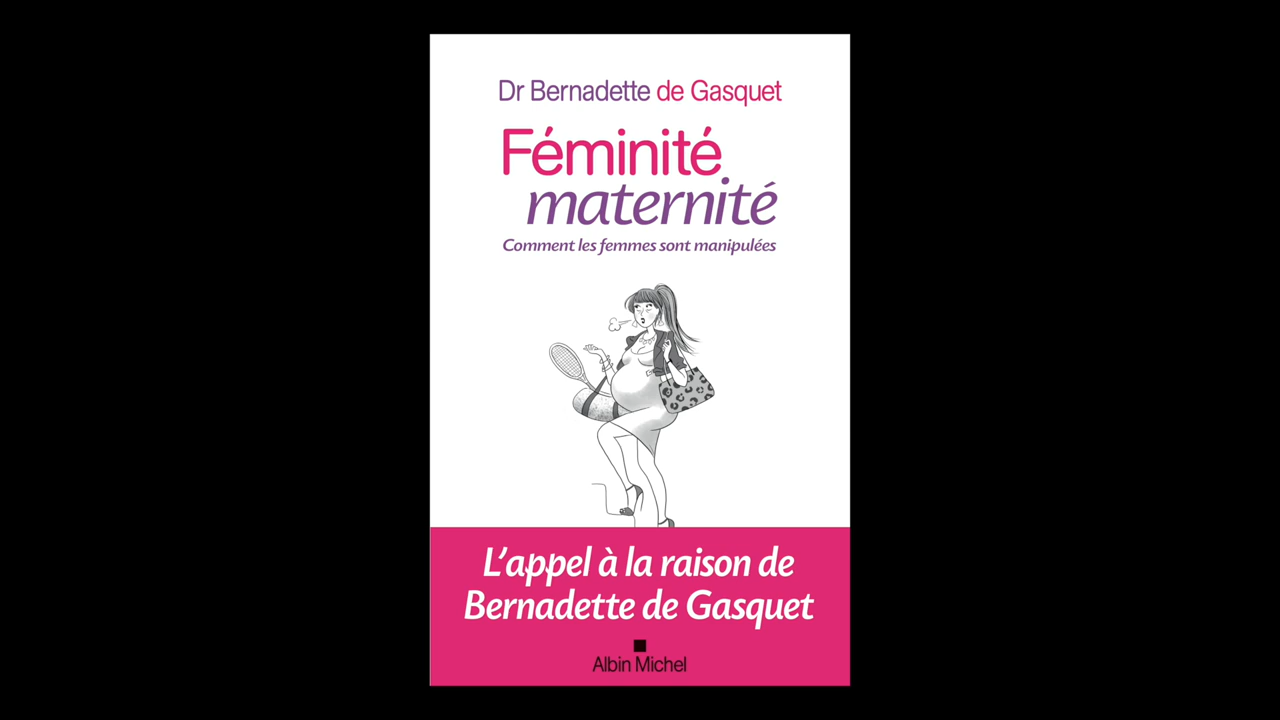 Dr Bernadette de Gasquet
Féminité
maternité
Comment les femmes sont manipulées
L'appel à la raison de
Bernadette de Gasquet
Albin Michel